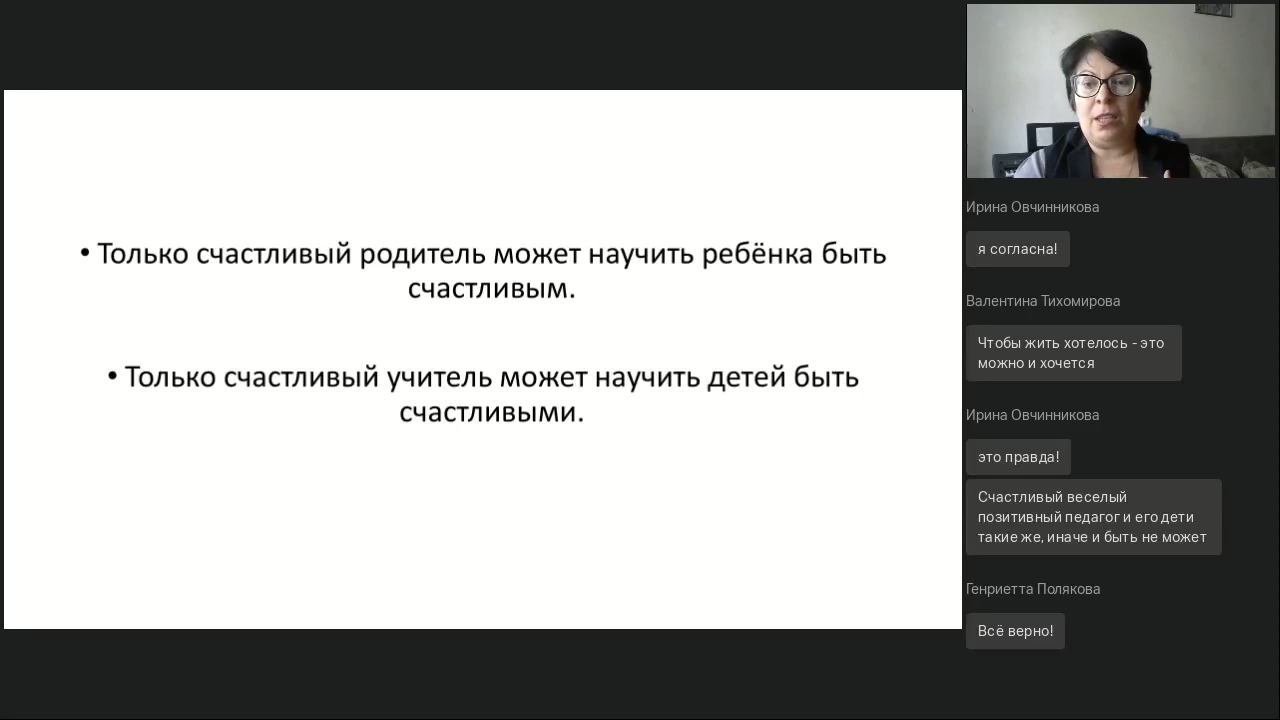 • Только счастливый родитель может научить ребёнка быть
счастливым.
• Только счастливый учитель может научить детей быть
счастливыми.
Ирина Овчинникова
я согласна!
Валентина Тихомирова
Чтобы жить хотелось - это
можно и хочется
Ирина Овчинникова
это правда!
Счастливый веселый
позитивный педагог и его дети
такие же, иначе и быть не может
Генриетта Полякова
Всё верно!